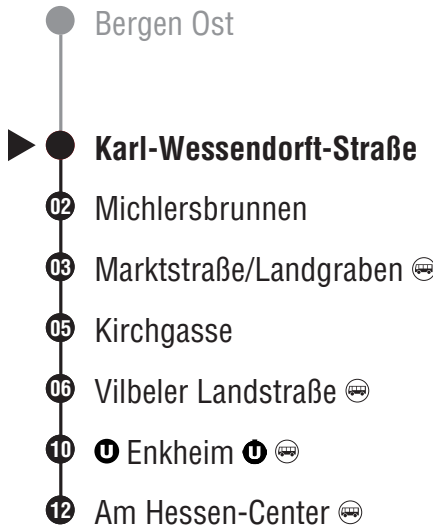 Bergen Ost
Karl-Wessendorft-Straße
02 Michlersbrunnen
03 Marktstraße/Landgraben
05 Kirchgasse
06 Vilbeler Landstraße
10 U Enkheim U
12 Am Hessen-Center